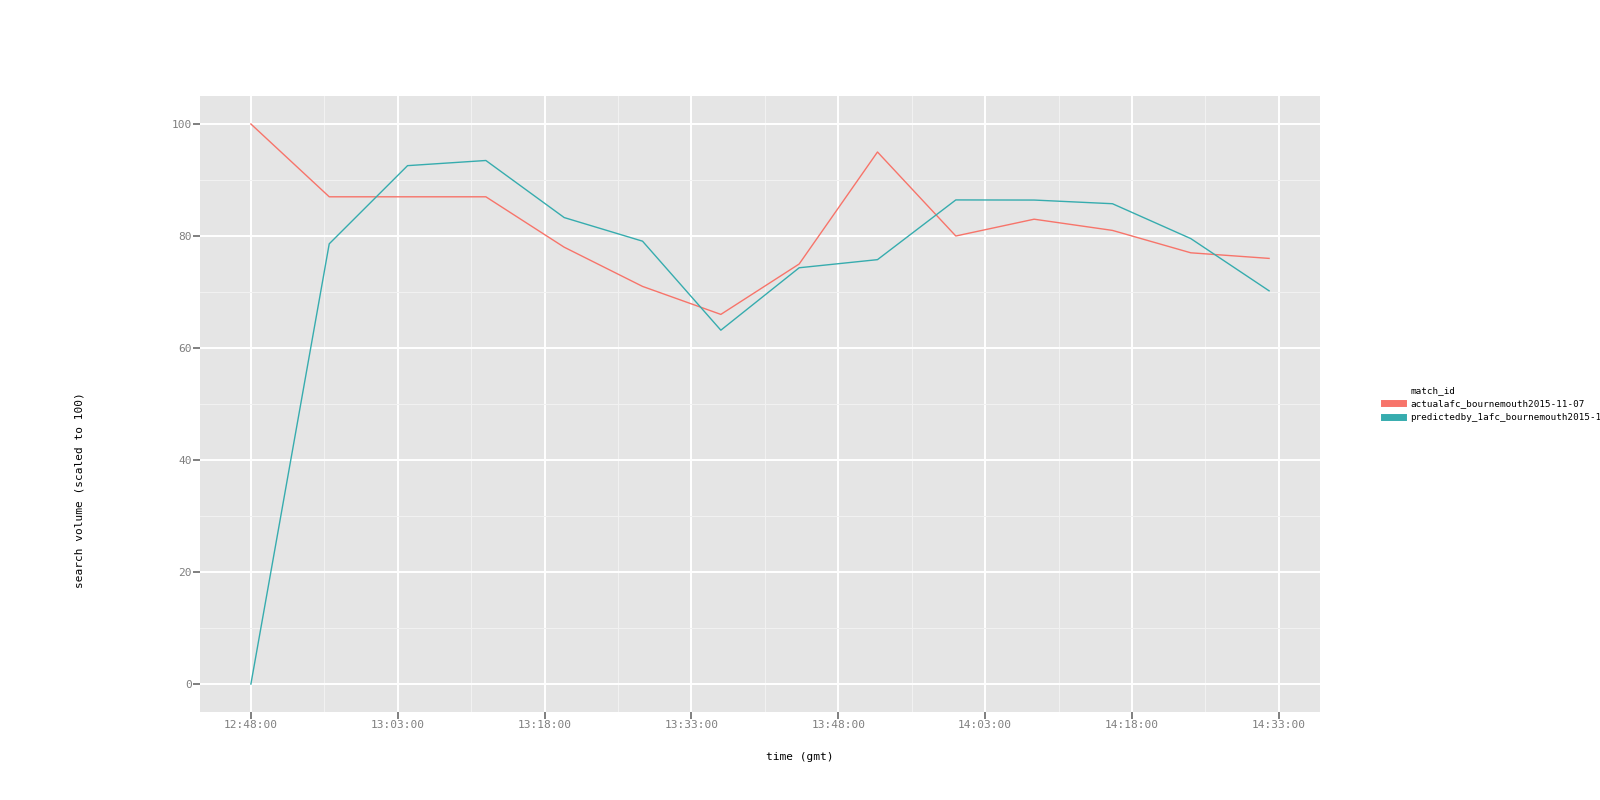 100
80
60
40
20
0
search volume (scaled to 100)
12:48:00 13:03:00 13:18:00 13:33:00 13:48:00 14:03:00 14:18:00 14:33:00
time (gmt)
match_id
actualafc_bournemouth2015-11-07
predictedby_1afc_bournemouth2015-1